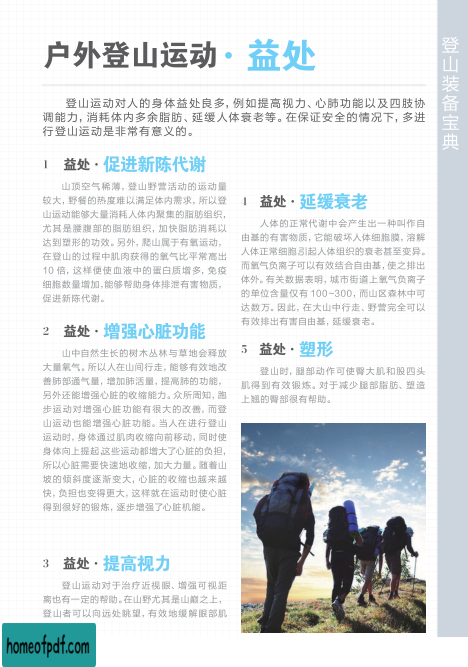 户外登山运动·益处
登山运动对人的身体益处良多，例如提高视力、心肺功能以及四肢协
调能力，消耗体内多余脂肪、延缓人体衰老等。在保证安全的情况下，多进
行登山运动是非常有意义的。
1 益处·促进新陈代谢
山顶空气稀薄，登山野营活动的运动量
较大，野餐的热度难以满足体内需求，所以登
山运动能够大量消耗人体内聚集的脂肪组织，
尤其是腰腹部的脂肪组织，加快脂肪消耗以
达到塑形的功效。另外，爬山属于有氧运动，
在登山的过程中肌肉获得的氧气比平常高出
10 倍，这样便使血液中的蛋白质增多，免疫
细胞数量增加，能够帮助身体排泄有害物质，
促进新陈代谢。
2 益处·增强心脏功能
山中自然生长的树木丛林与草地会释放
大量氧气。所以人在山间行走，能够有效地改
善肺部通气量，增加肺活量，提高肺的功能，
另外还能增强心脏的收缩能力。众所周知，跑
步运动对增强心脏功能有很大的改善，而登
山运动也能增强心脏功能。当人在进行登山
运动时，身体通过肌肉收缩向前移动，同时使
身体向上提起，这些运动都增大了心脏的负担，
所以心脏需要快速地收缩，加大力量。随着山
坡的倾斜度逐渐变大，心脏的收缩也越来越
快，负担也变得更大，这样就在运动时使心脏
得到很好的锻炼，逐步增强了心脏机能。
3 益处·提高视力
登山运动对于治疗近视眼、增强可视距
离也有一定的帮助。在山野尤其是山巅之上，
登山者可以向远处眺望，有效地缓解眼部肌
4 益处·延缓衰老
人体的正常代谢中会产生出一种叫作自
由基的有害物质，它能破坏人体细胞膜，溶解
人体正常细胞，引起人体组织的衰老甚至变异。
而氧气负离子可以有效结合自由基，使之排出
体外。有关数据表明，城市街道上氧气负离子
的单位含量仅有 100~300，而山区森林中可
达数万。因此，在大山中行走、野营完全可以
有效排出有害自由基，延缓衰老。
5 益处·塑形
登山时，腿部动作可使臀大肌和股四头
肌得到有效锻炼。对于减少腿部脂肪、塑造
上翘的臀部很有帮助。
登山装备宝典
homeofpdf.com